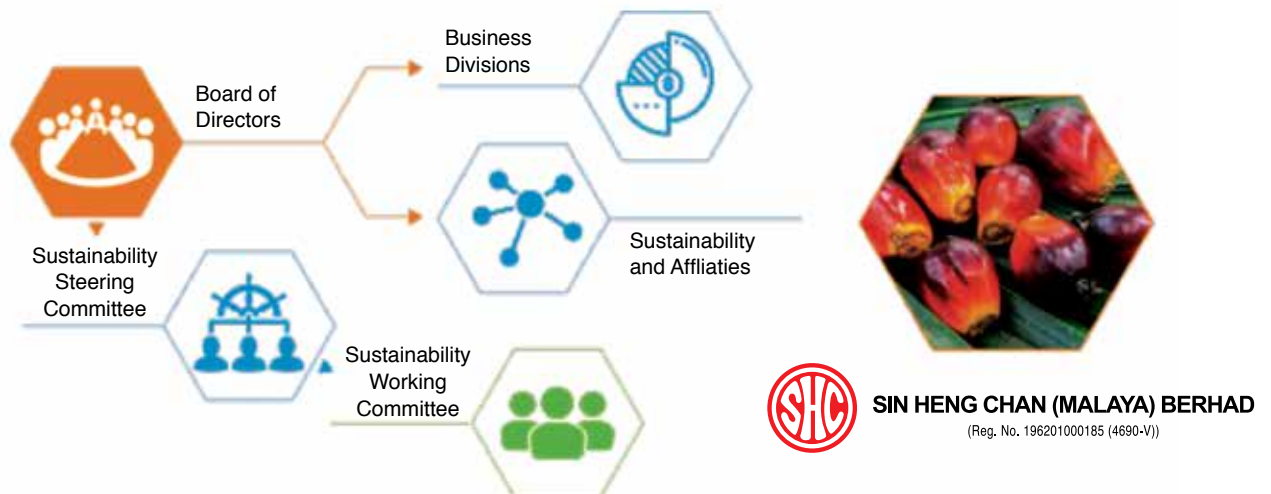 Business
Divisions
Board of
Directors
Sustainability
and Affliaties
Sustainability
Steering
Committee
Sustainability
Working
Committee
SHC
SIN HENG CHAN (MALAYA) BERHAD
(Reg. No. 196201000185 (4690-V))